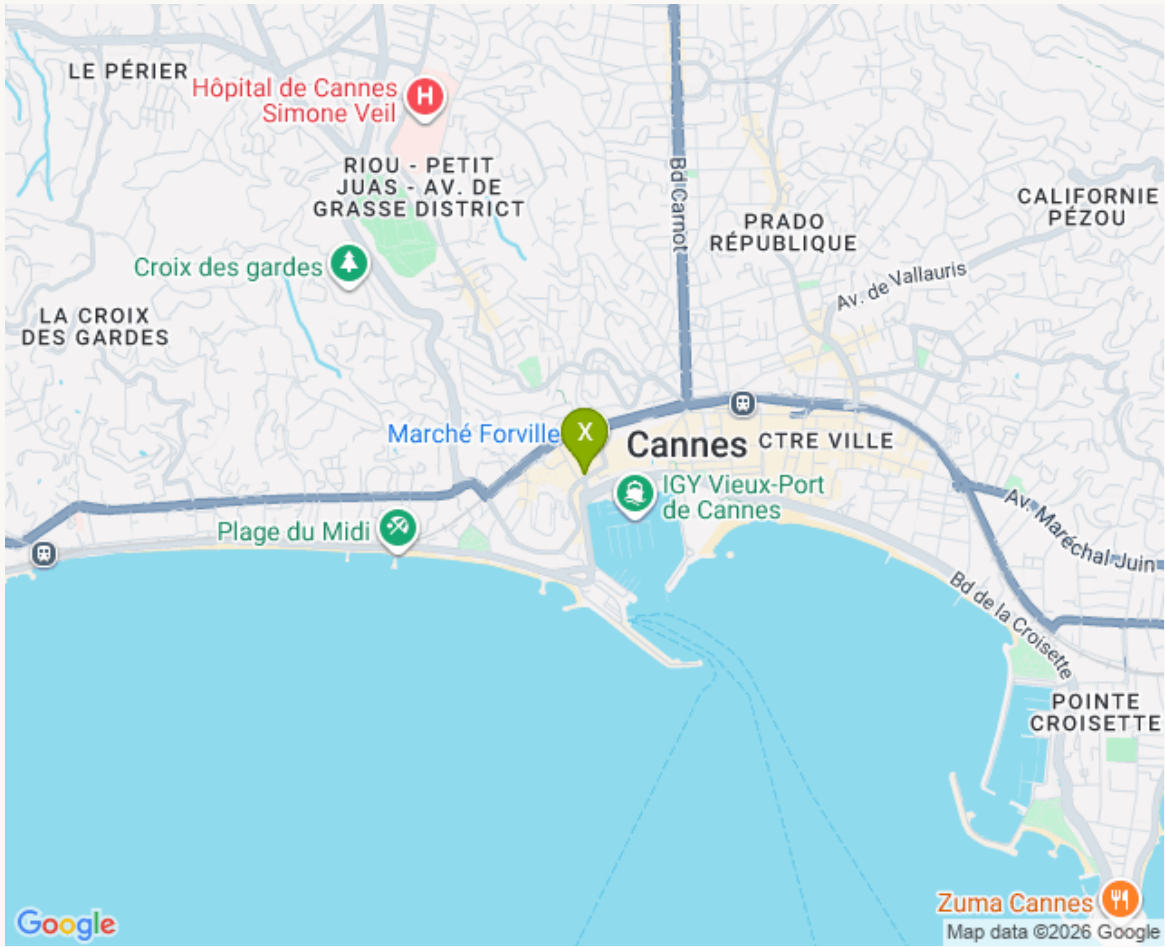 LE PÉRIER
Hôpital de Cannes
Simone Veil
H
RIOU - PETIT
JUAS - AV. DE
GRASSE DISTRICT
Bd Carnot
PRADO
RÉPUBLIQUE
CALIFORNIE
PÉZOU
Croix des gardes
Av. de Vallauris
LA CROIX
DES GARDES
Marché Forville
X
Cannes
CTRE VILLE
IGY Vieux-Port
de Cannes
Plage du Midi
Av. Maréchal Juin
Bd de la Croisette
POINTE
CROISETTE
Zuma Cannes
Google
Map data ©2026 Google